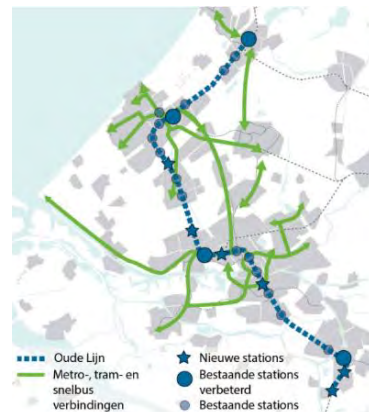 Oude Lijn
Metro-, tram- en
snelbus
verbindingen
Nieuwe stations
Bestaande stations
verbeterd
Bestaande stations